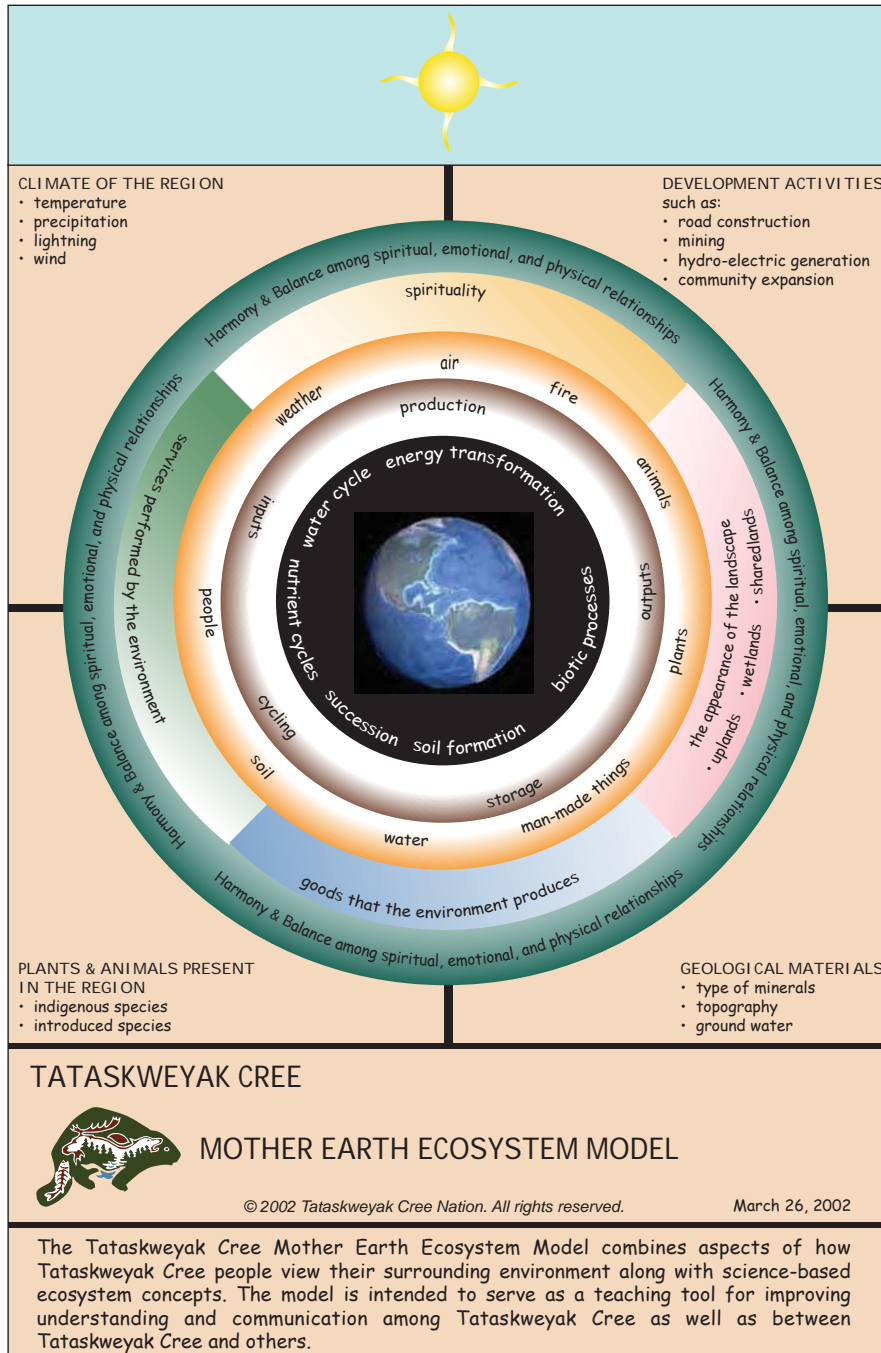 CLIMATE OF THE REGION
• temperature
• precipitation
• lightning
• wind
DEVELOPMENT ACTIVITIES
such as:
• road construction
• mining
• hydro-electric generation
• community expansion
Harmony & Balance among spiritual, emotional, and physical relationships
Harmony & Balance among spiritual, emotional, and physical relationships
Harmony & Balance among spiritual, emotional, and physical relationships
Harmony & Balance among spiritual, emotional, and physical relationships
spirituality
the appearance of the landscape
• uplands • wetlands • sharedlands
goods that the environment produces
services performed by the environment
air
fire
animals
plants
man-made things
water
soil
people
weather
production
outputs
storage
cycling
inputs
energy transformation
biotic processes
soil formation
succession
nutrient cycles
water cycle
PLANTS & ANIMALS PRESENT
IN THE REGION
• indigenous species
• introduced species
GEOLOGICAL MATERIALS
• type of minerals
• topography
• ground water
TATASKWEYAK CREE
MOTHER EARTH ECOSYSTEM MODEL
© 2002 Tataskweyak Cree Nation. All rights reserved.
March 26, 2002
The Tataskweyak Cree Mother Earth Ecosystem Model combines aspects of how
Tataskweyak Cree people view their surrounding environment along with science-based
ecosystem concepts. The model is intended to serve as a teaching tool for improving
understanding and communication among Tataskweyak Cree as well as between
Tataskweyak Cree and others.